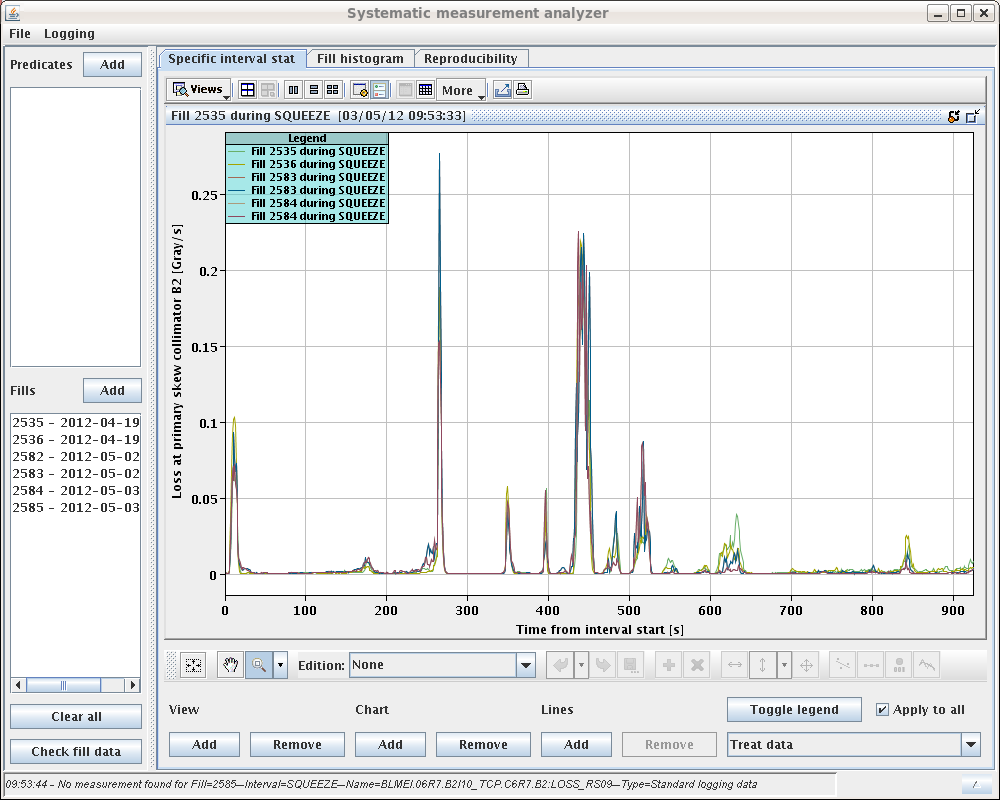 Systematic measurement analyzer
File Logging
Predicates Add
Specific interval stat Fill histogram Reproducibility
Views More
Fill 2535 during SQUEEZE [03/05/12 09:53:33]
Legend
Fill 2535 during SQUEEZE
Fill 2536 during SQUEEZE
Fill 2583 during SQUEEZE
Fill 2583 during SQUEEZE
Fill 2584 during SQUEEZE
Fill 2584 during SQUEEZE
Loss at primary skew collimator B2 [Gray/s]
0.25
0.2
0.15
0.1
0.05
0
0 100 200 300 400 500 600 700 800 900
Time from interval start [s]
Fills Add
2535 - 2012-04-19
2536 - 2012-04-19
2582 - 2012-05-02
2583 - 2012-05-02
2584 - 2012-05-03
2585 - 2012-05-03
Clear all
Check fill data
Edition: None
View Chart Lines Toggle legend Apply to all
Add Remove Add Remove Add Remove Treat data
09:53:44 - No measurement found for Fill=2585--Interval=SQUEEZE--Name=BLMEI.06R7.B2I10_TCP.C6R7.B2:LOSS_RS09--Type=Standard logging data